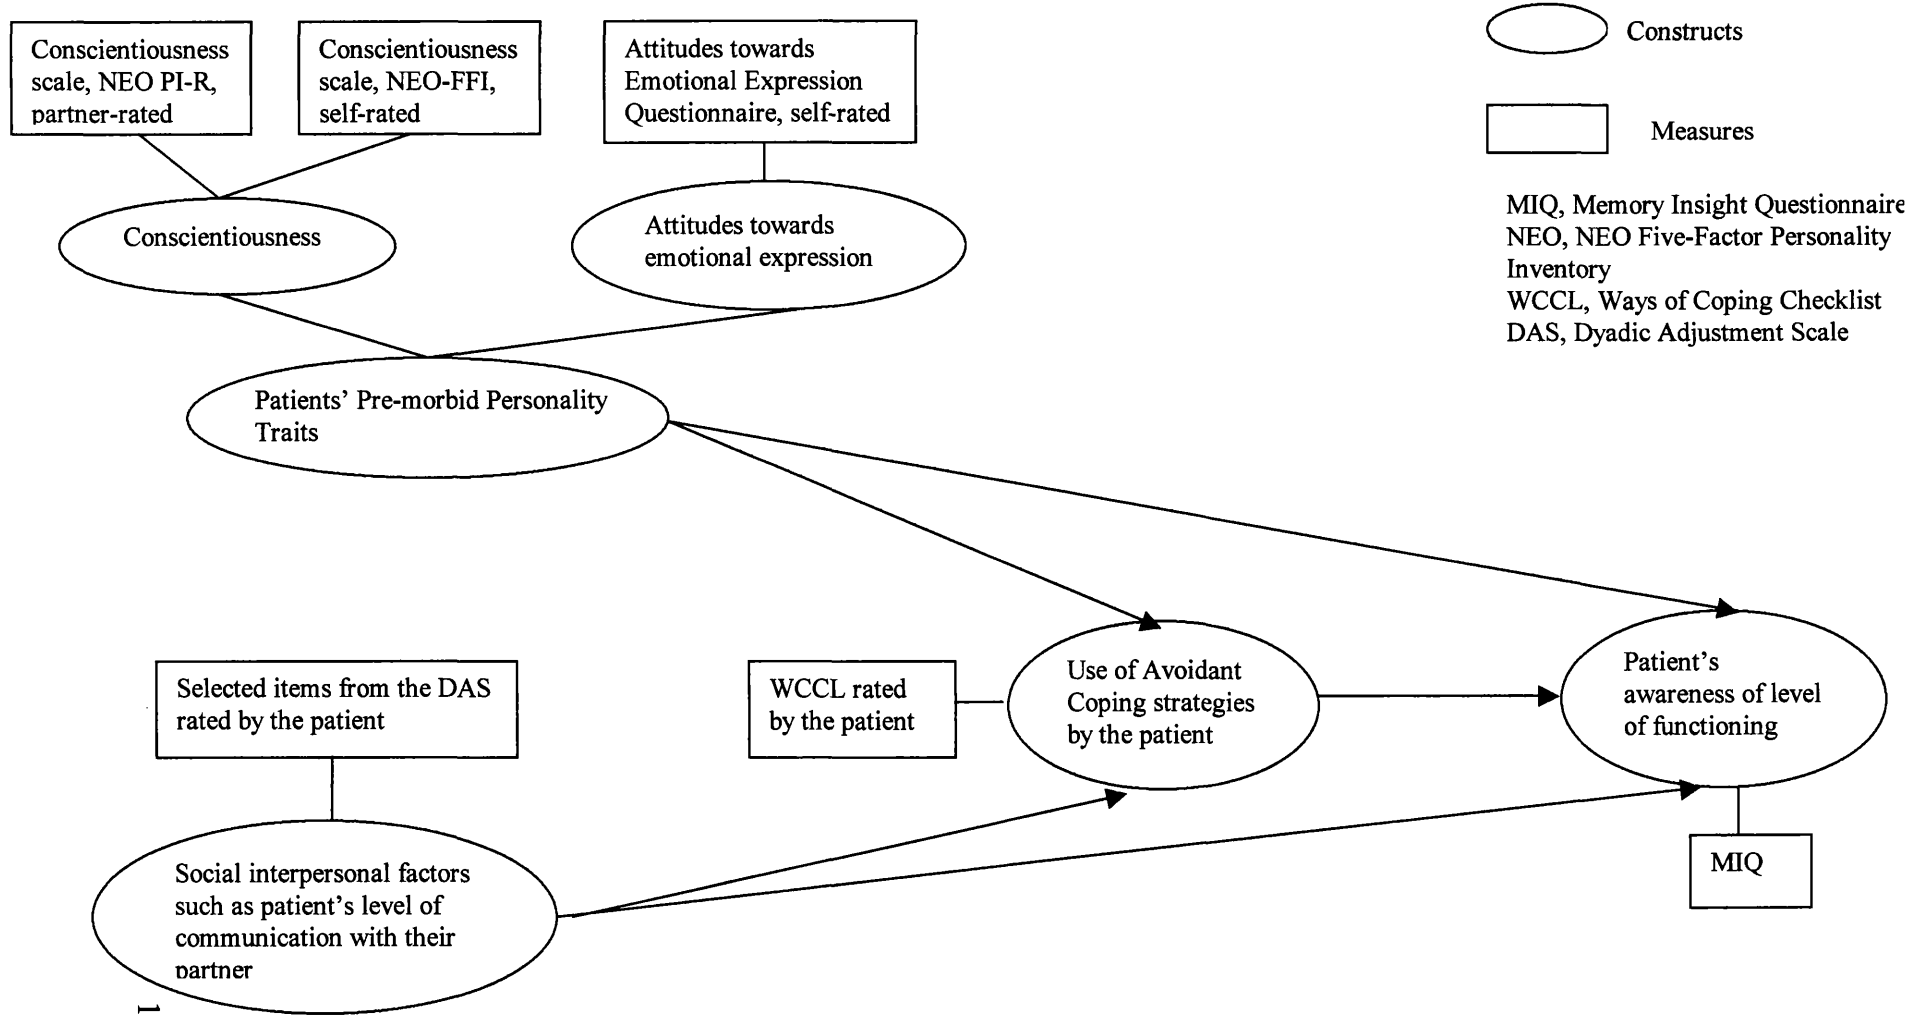 Conscientiousness
scale, NEO PI-R,
partner-rated
Conscientiousness
scale, NEO-FFI,
self-rated
Attitudes towards
Emotional Expression
Questionnaire, self-rated
Constructs
Measures
MIQ, Memory Insight Questionnaire
NEO, NEO Five-Factor Personality
Inventory
WCCL, Ways of Coping Checklist
DAS, Dyadic Adjustment Scale
Conscientiousness
Attitudes towards
emotional expression
Patients’ Pre-morbid Personality
Traits
Selected items from the DAS
rated by the patient
WCCL rated
by the patient
Use of Avoidant
Coping strategies
by the patient
Patient’s
awareness of level
of functioning
MIQ
Social interpersonal factors
such as patient’s level of
communication with their
partner
1